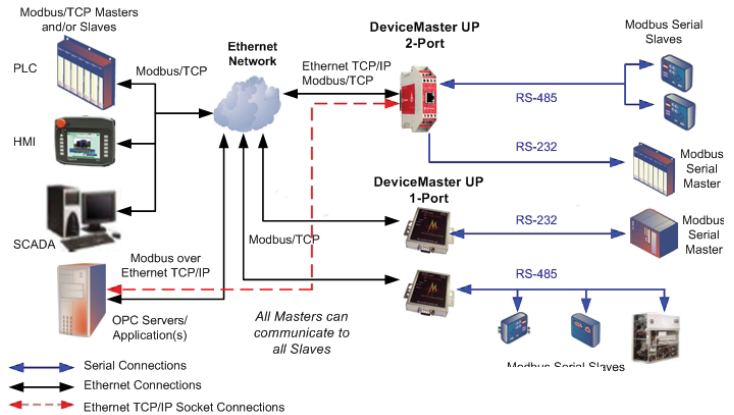 Modbus/TCP Masters
and/or Slaves
PLC
Modbus/TCP
HMI
SCADA
Ethernet
Network
Ethernet TCP/IP
Modbus/TCP
DeviceMaster UP
2-Port
Modbus Serial
Slaves
RS-485
RS-232
Modbus
Serial
Master
DeviceMaster UP
1-Port
RS-232
Modbus
Serial
Master
Modbus/TCP
RS-485
Modbus over
Ethernet TCP/IP
OPC Servers/
Application(s)
All Masters can
communicate to
all Slaves
Modbus Serial Slaves
Serial Connections
Ethernet Connections
Ethernet TCP/IP Socket Connections